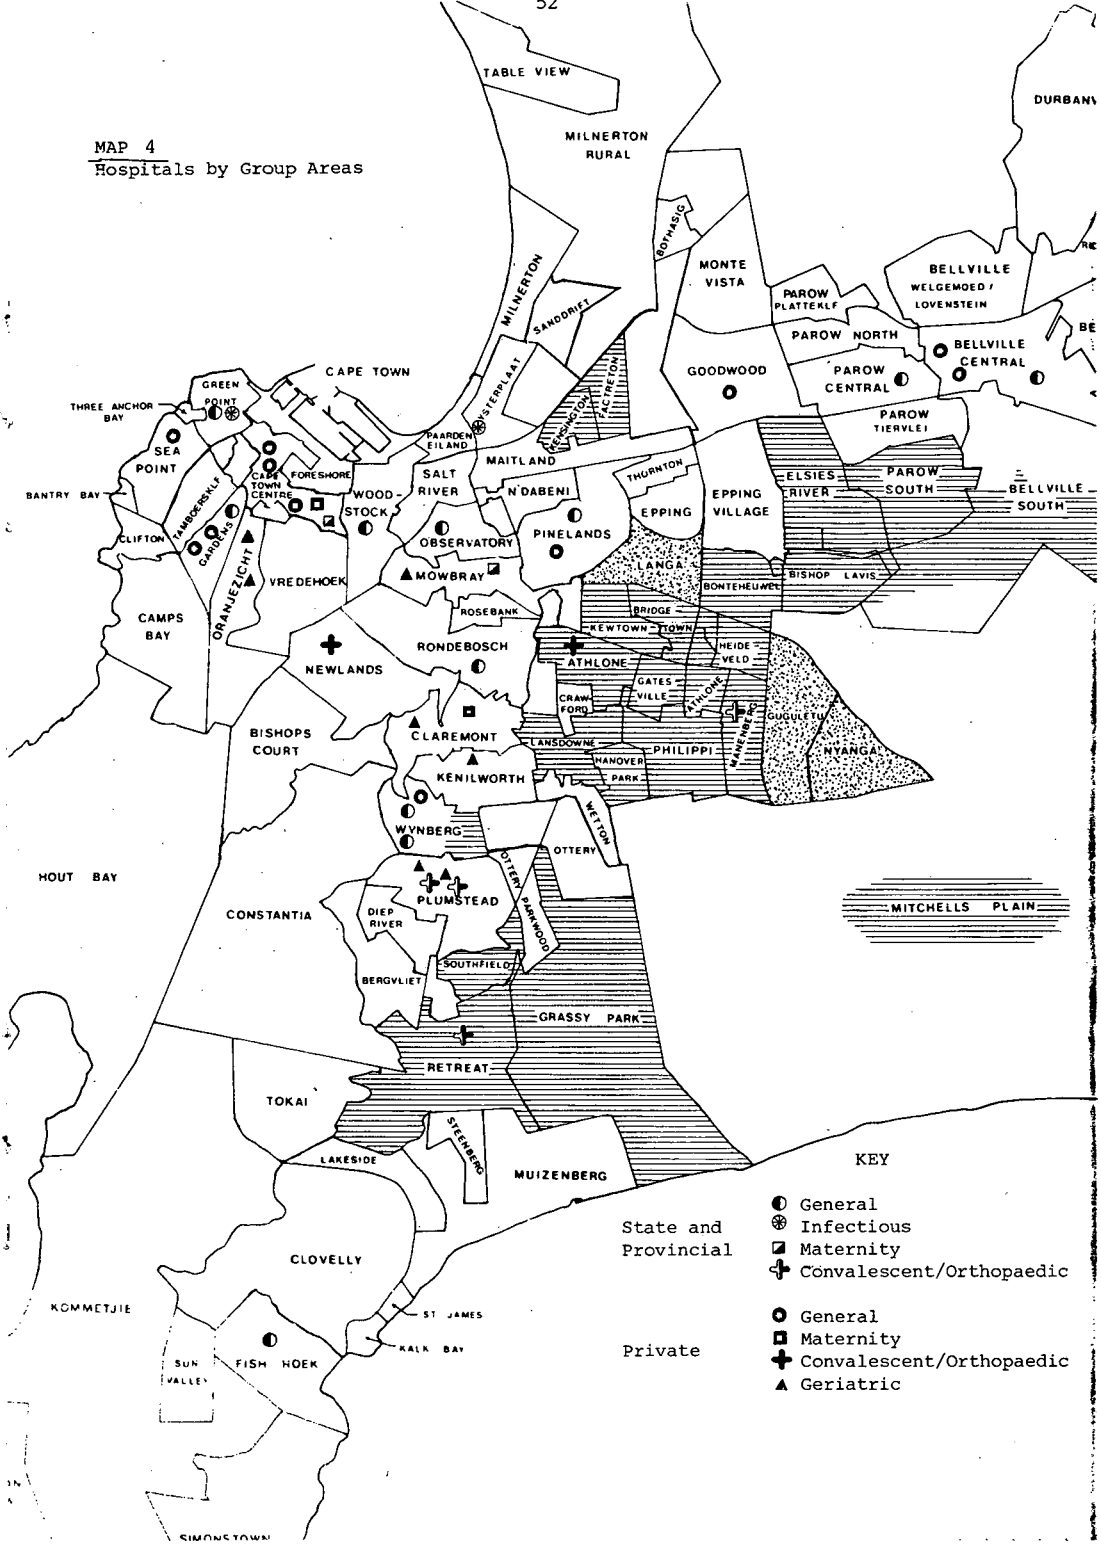 52
MAP 4
Hospitals by Group Areas
TABLE VIEW
DURBANV
MILNERTON
RURAL
BOTHASIG
MONTE
VISTA
BELLVILLE
WELGEMOED /
LOVENSTEIN
MILNERTON
SANDDRIFT
PAROW
PLATTEKLF
PAROW NORTH
BE
BELLVILLE
CENTRAL
CAPE TOWN
GREEN
POINT
THREE ANCHOR
BAY
YSTERPLAAT
KENSINGTON
FACTRETON
GOODWOOD
PAROW
CENTRAL
PAROW
TIERVLEI
PAARDEN
EILAND
SEA
POINT
MAITLAND
SALT
RIVER
THORNTON
ELSIES
RIVER
PAROW
SOUTH
BELLVILLE
SOUTH
BANTRY BAY
TAMBOERSKLF
CAPE
TOWN
CENTRE
FORESHORE
WOOD-
STOCK
N'DABENI
EPPING
EPPING
VILLAGE
CLIFTON
GARDENS
OBSERVATORY
PINELANDS
ORANJEZICHT
VREDEHOEK
MOWBRAY
LANGA
BONTEHEUWEL
BISHOP LAVIS
CAMPS
BAY
ROSEBANK
BRIDGE
TOWN
KEWTOWN
NEWLANDS
RONDEBOSCH
ATHLONE
HEIDE
VELD
GATES
VILLE
ATHLONE
CRAW
FORD
MANENBERG
GUGULETU
NYANGA
BISHOPS
COURT
CLAREMONT
LANSDOWNE
HANOVER
PARK
PHILIPPI
KENILWORTH
WETTON
WYNBERG
OTTERY
OTTERY
PARKWOOD
HOUT BAY
CONSTANTIA
PLUMSTEAD
DIEP
RIVER
MITCHELLS PLAIN
BERGVLIET
SOUTHFIELD
GRASSY PARK
RETREAT
TOKAI
STEENBERG
LAKESIDE
MUIZENBERG
CLOVELLY
KOMMETJIE
ST JAMES
KALK BAY
SUN
VALLEY
FISH HOEK
SIMONSTOWN
KEY
State and
Provincial
General
Infectious
Maternity
Convalescent/Orthopaedic
Private
General
Maternity
Convalescent/Orthopaedic
Geriatric